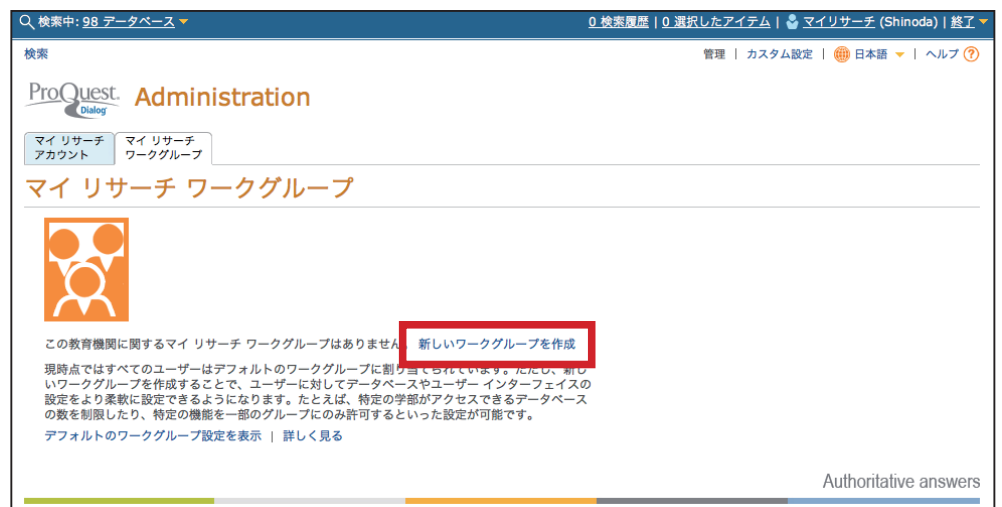 検索中: 98 データベース
0 検索履歴 | 0 選択したアイテム | マイリサーチ (Shinoda) | 終了
検索
管理 | カスタム設定 | 日本語 | ヘルプ ?
ProQuest Dialog Administration
マイ リサーチ アカウント
マイ リサーチ ワークグループ
マイ リサーチ ワークグループ
この教育機関に関するマイ リサーチ ワークグループはありません。 新しいワークグループを作成
現時点ではすべてのユーザーはデフォルトのワークグループに割り当てられています。ただし、新し
いワークグループを作成することで、ユーザーに対してデータベースやユーザー インターフェイスの
設定をより柔軟に設定できるようになります。たとえば、特定の学部がアクセスできるデータベース
の数を制限したり、特定の機能を一部のグループにのみ許可するといった設定が可能です。
デフォルトのワークグループ設定を表示 | 詳しく見る
Authoritative answers